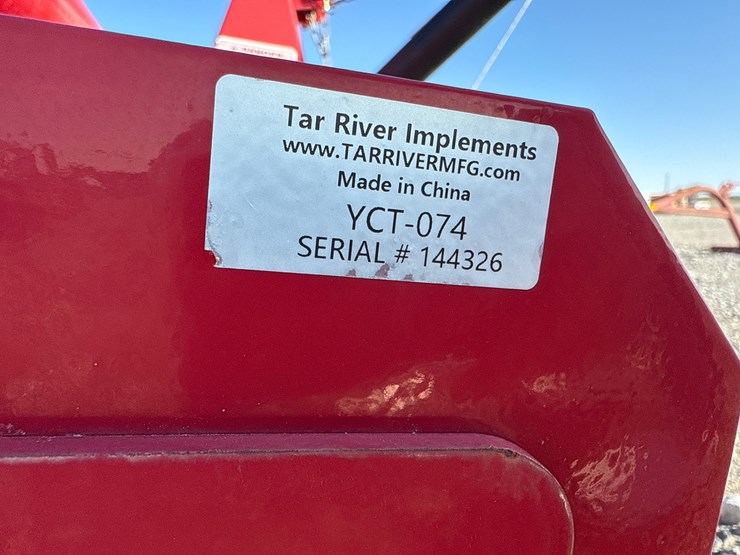 Tar River Implements
www.TARRIVERMFG.com
Made in China
YCT-074
SERIAL # 144326